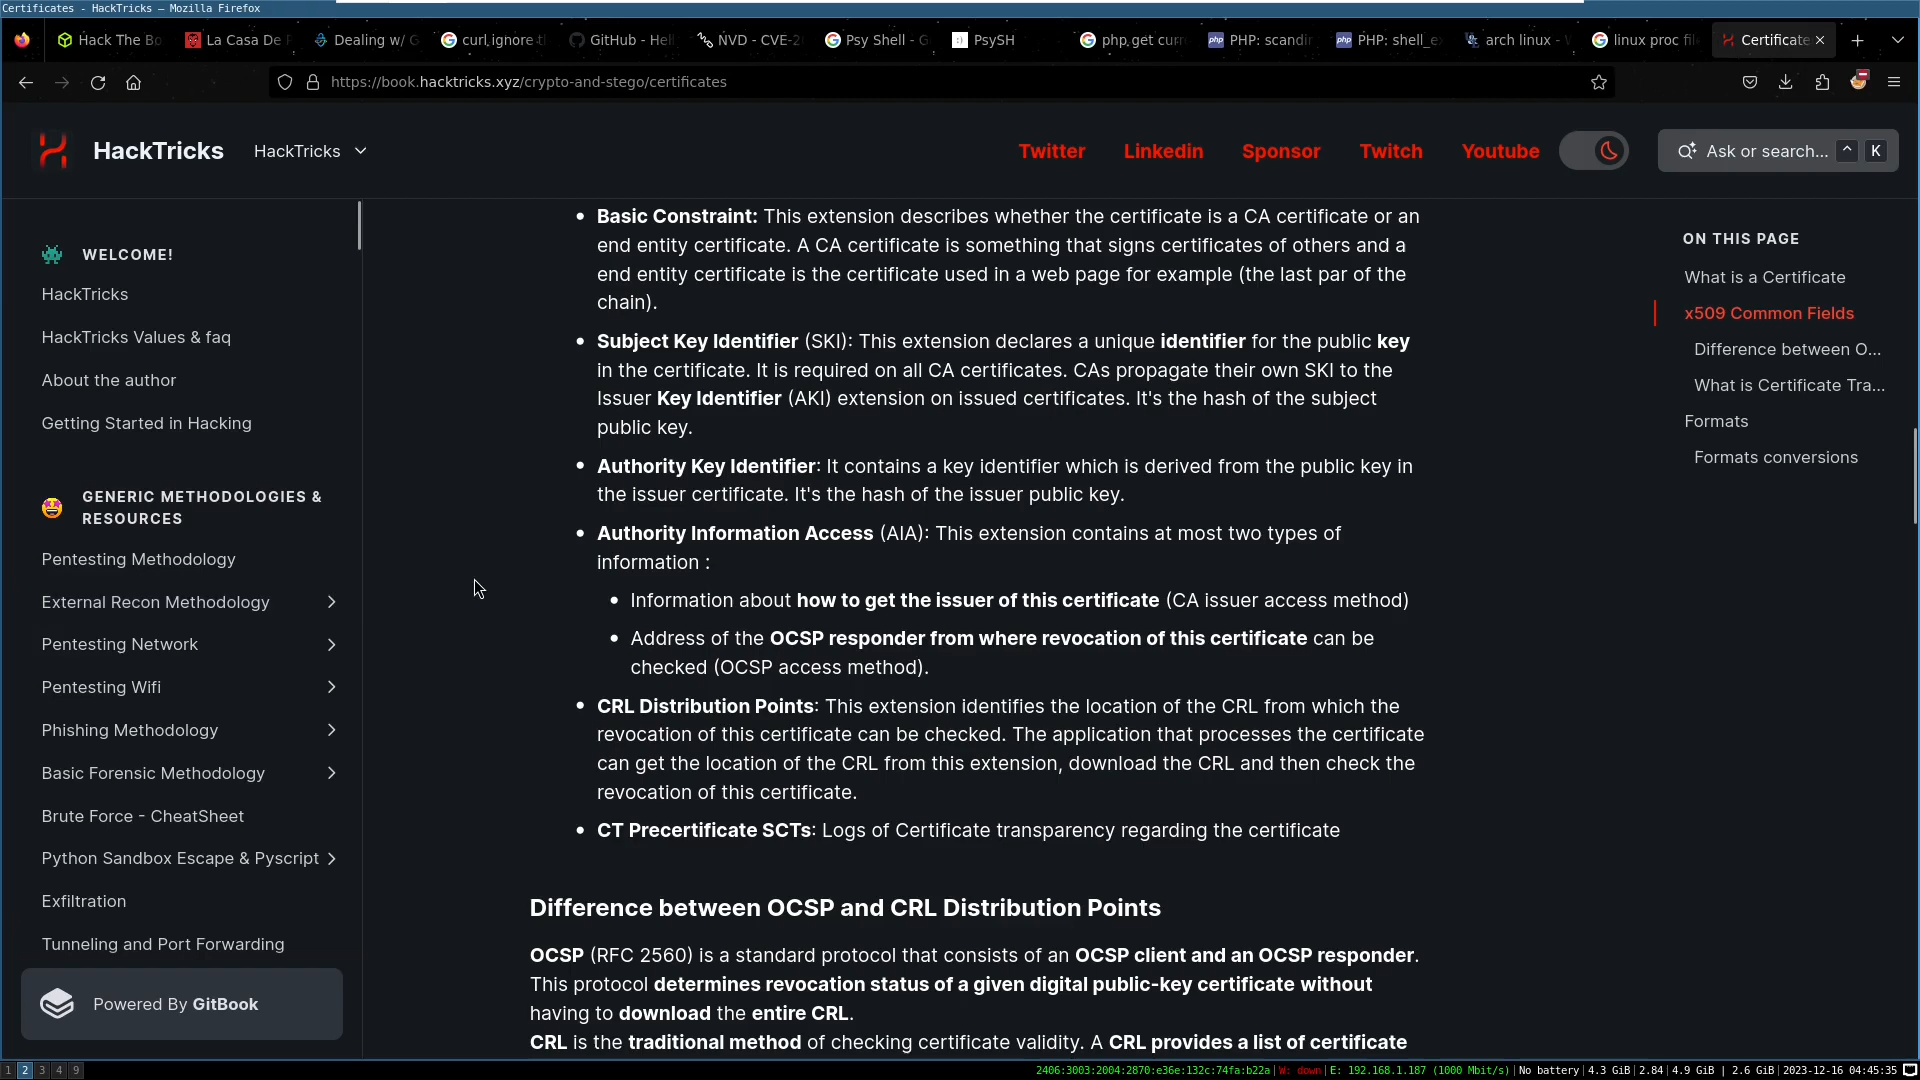 Certificates - HackTricks — Mozilla Firefox
Hack The Bo
La Casa De
Dealing w/ G
curl ignore t
GitHub - Hel
NVD - CVE-2
Psy Shell - G
PsySH
php get curr
PHP: scandir
PHP: shell_e
arch linux -
linux proc fil
Certificate
https://book.hacktricks.xyz/crypto-and-stego/certificates
HackTricks
HackTricks
Twitter
Linkedin
Sponsor
Twitch
Youtube
Ask or search...
^
K
WELCOME!
HackTricks
HackTricks Values & faq
About the author
Getting Started in Hacking
GENERIC METHODOLOGIES &
RESOURCES
Pentesting Methodology
External Recon Methodology
Pentesting Network
Pentesting Wifi
Phishing Methodology
Basic Forensic Methodology
Brute Force - CheatSheet
Python Sandbox Escape & Pyscript
Exfiltration
Tunneling and Port Forwarding
Powered By GitBook
• Basic Constraint: This extension describes whether the certificate is a CA certificate or an
end entity certificate. A CA certificate is something that signs certificates of others and a
end entity certificate is the certificate used in a web page for example (the last par of the
chain).
• Subject Key Identifier (SKI): This extension declares a unique identifier for the public key
in the certificate. It is required on all CA certificates. CAs propagate their own SKI to the
Issuer Key Identifier (AKI) extension on issued certificates. It's the hash of the subject
public key.
• Authority Key Identifier: It contains a key identifier which is derived from the public key in
the issuer certificate. It's the hash of the issuer public key.
• Authority Information Access (AIA): This extension contains at most two types of
information :
• Information about how to get the issuer of this certificate (CA issuer access method)
• Address of the OCSP responder from where revocation of this certificate can be
checked (OCSP access method).
• CRL Distribution Points: This extension identifies the location of the CRL from which the
revocation of this certificate can be checked. The application that processes the certificate
can get the location of the CRL from this extension, download the CRL and then check the
revocation of this certificate.
• CT Precertificate SCTs: Logs of Certificate transparency regarding the certificate
Difference between OCSP and CRL Distribution Points
OCSP (RFC 2560) is a standard protocol that consists of an OCSP client and an OCSP responder.
This protocol determines revocation status of a given digital public-key certificate without
having to download the entire CRL.
CRL is the traditional method of checking certificate validity. A CRL provides a list of certificate
ON THIS PAGE
What is a Certificate
x509 Common Fields
Difference between O...
What is Certificate Tra...
Formats
Formats conversions
1 2 3 4 9
2406:3003:2004:2870:e36e:132c:74fa:b22a|W: down|E: 192.168.1.187 (1000 Mbit/s)|No battery|4.3 GiB|2.84|4.9 GiB | 2.6 GiB|2023-12-16 04:45:35